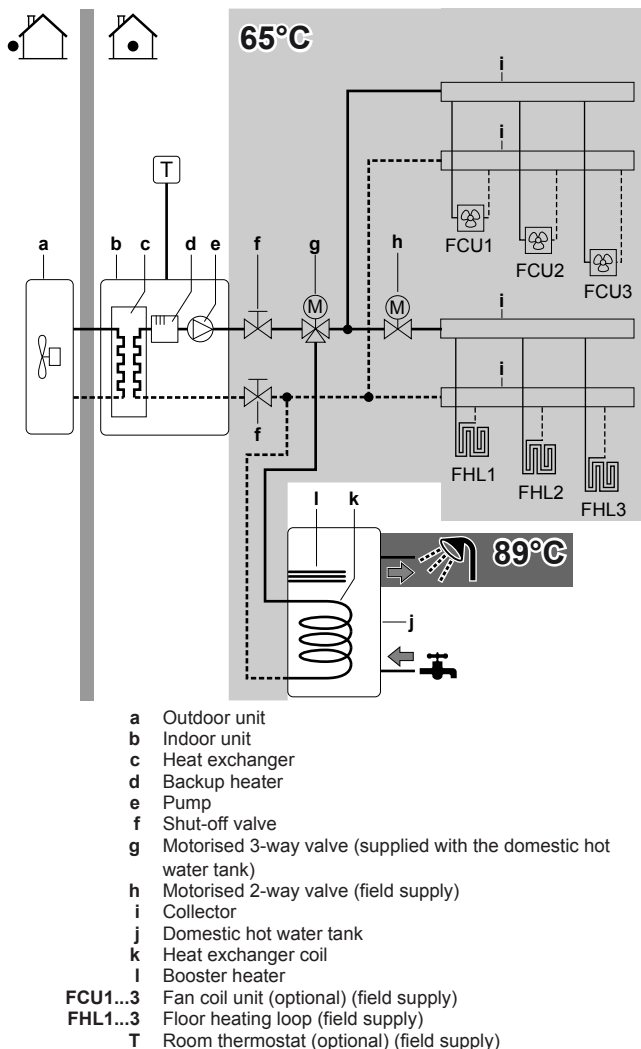 65°C
i
i
T
FCU1
FCU2
FCU3
a b c d e f g h
M M
i
i
f
FHL1
FHL2
FHL3
l k
89°C
j
a Outdoor unit
b Indoor unit
c Heat exchanger
d Backup heater
e Pump
f Shut-off valve
g Motorised 3-way valve (supplied with the domestic hot
water tank)
h Motorised 2-way valve (field supply)
i Collector
j Domestic hot water tank
k Heat exchanger coil
l Booster heater
FCU1...3 Fan coil unit (optional) (field supply)
FHL1...3 Floor heating loop (field supply)
T Room thermostat (optional) (field supply)